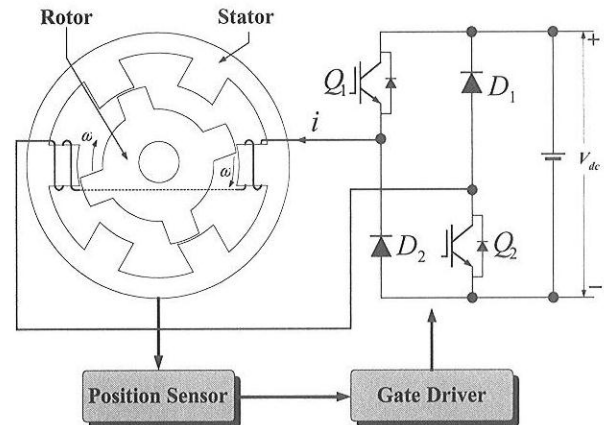 Rotor
Stator
Q1
D1
+
ω
ω
i
Vdc
D2
Q2
−
Position Sensor
Gate Driver